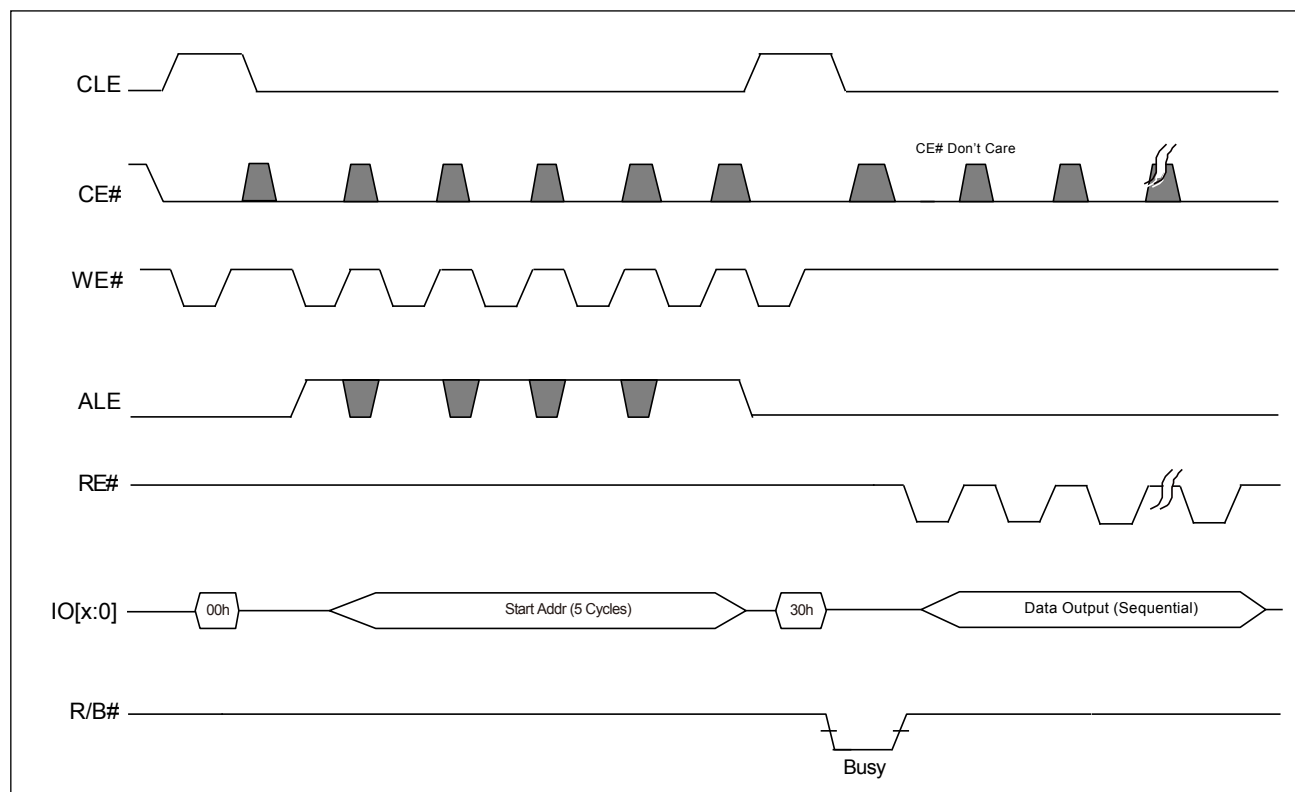 CLE
CE# Don't Care
CE#
WE#
ALE
RE#
IO[x:0] 00h Start Addr (5 Cycles) 30h Data Output (Sequential)
R/B#
Busy